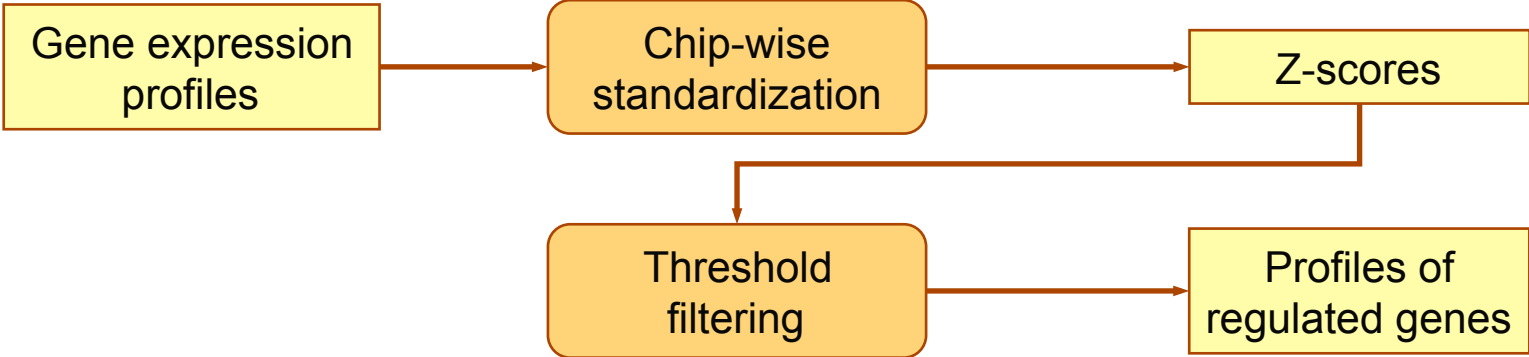 Gene expression
profiles
Chip-wise
standardization
Z-scores
Threshold
filtering
Profiles of
regulated genes